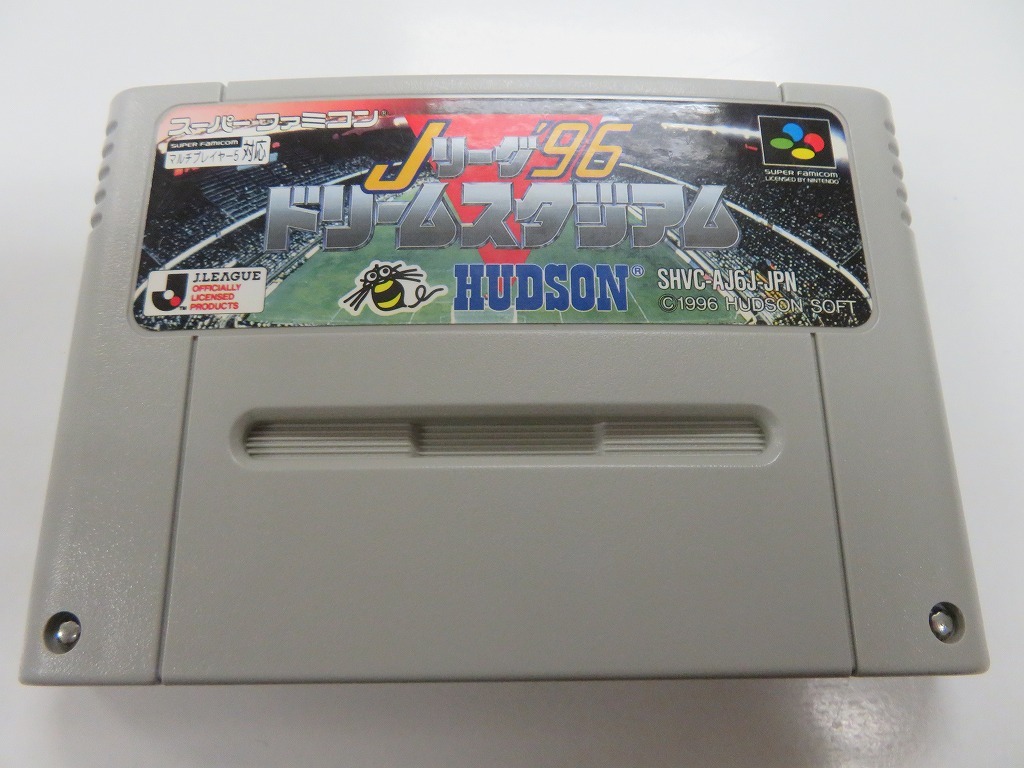 スーパーファミコン
SUPER FAMICOM
マルチプレイヤー5 対応
Jリーグ'96
ドリームスタジアム
SUPER FAMICOM
LICENSED BY NINTENDO
J.LEAGUE
OFFICIALLY
LICENSED
PRODUCTS
J
TM
HUDSON®
SHVC-AJ6J-JPN
©1996 HUDSON SOFT